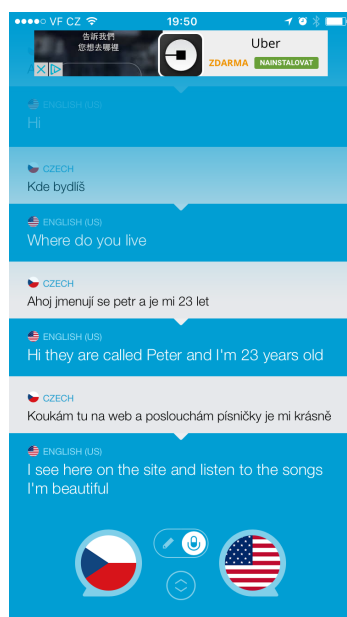 VF CZ
19:50
告訴我們
您想去哪裡
Uber
ZDARMA NAINSTALOVAT
ENGLISH (US)
Hi
CZECH
Kde bydlíš
ENGLISH (US)
Where do you live
CZECH
Ahoj jmenují se petr a je mi 23 let
ENGLISH (US)
Hi they are called Peter and I'm 23 years old
CZECH
Koukám tu na web a poslouchám písničky je mi krásně
ENGLISH (US)
I see here on the site and listen to the songs
I'm beautiful